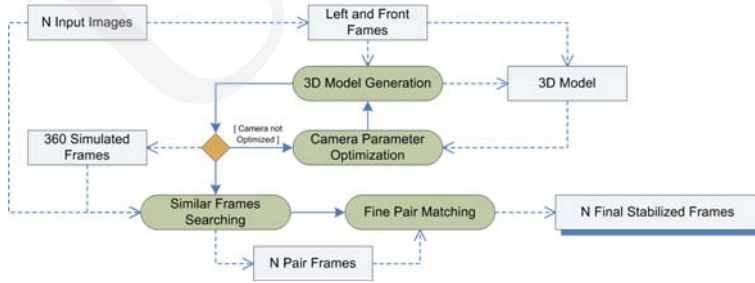 N Input Images
Left and Front
Fames
3D Model Generation
3D Model
360 Simulated
Frames
[ Camera not
Optimized ]
Camera Parameter
Optimization
Similar Frames
Searching
Fine Pair Matching
N Final Stabilized Frames
N Pair Frames